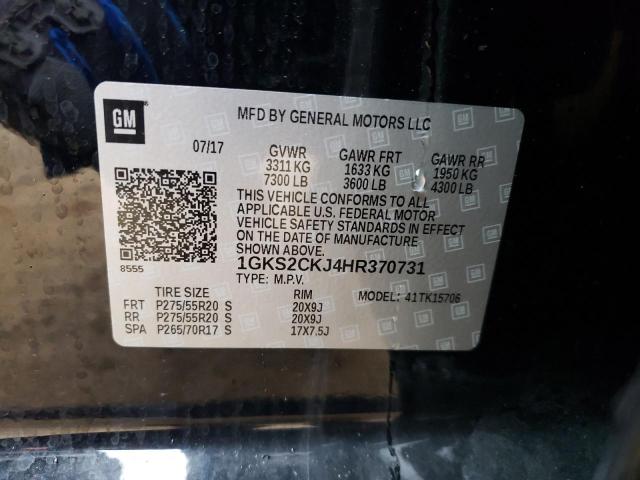 GM
MFD BY GENERAL MOTORS LLC
07/17 GVWR GAWR FRT GAWR RR
3311 KG 1633 KG 1950 KG
7300 LB 3600 LB 4300 LB
THIS VEHICLE CONFORMS TO ALL
APPLICABLE U.S. FEDERAL MOTOR
VEHICLE SAFETY STANDARDS IN EFFECT
ON THE DATE OF MANUFACTURE
SHOWN ABOVE.
8555 1GKS2CKJ4HR370731
TYPE: M.P.V.
TIRE SIZE RIM MODEL: 41TK15706
FRT P275/55R20 S 20X9J
RR P275/55R20 S 20X9J
SPA P265/70R17 S 17X7.5J